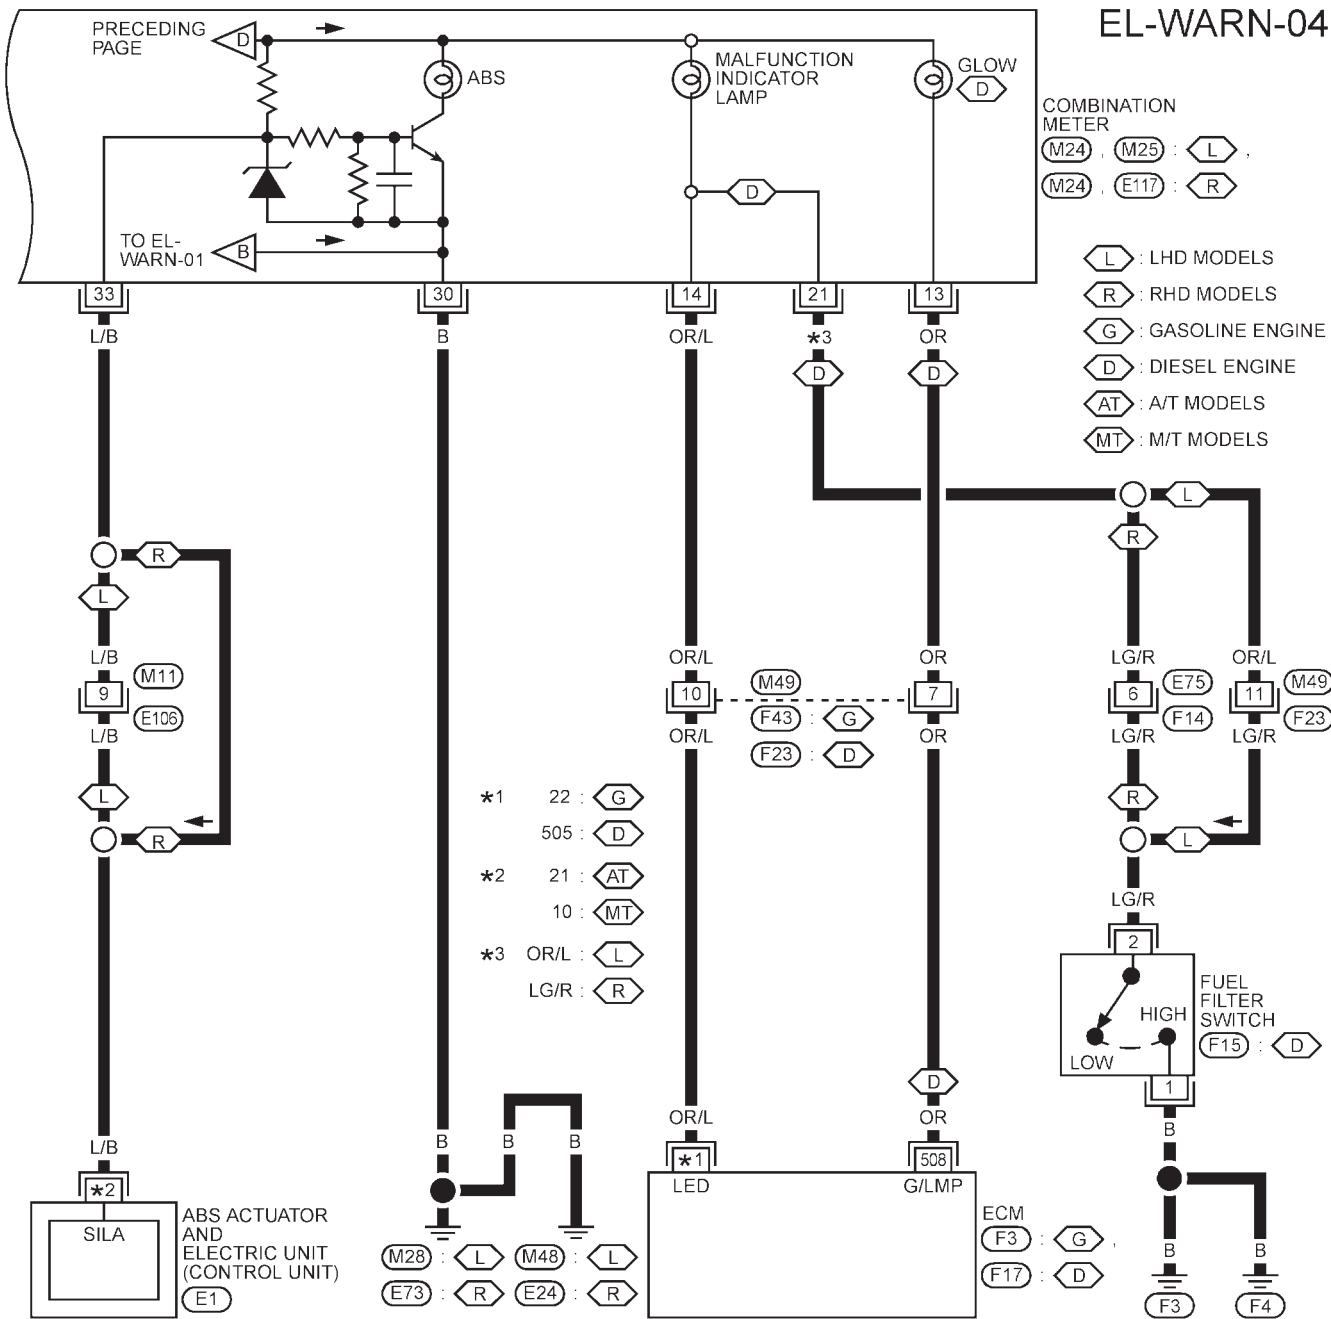 EL-WARN-04
PRECEDING
PAGE
D
ABS
MALFUNCTION
INDICATOR
LAMP
GLOW
D
COMBINATION
METER
M24 , M25 : L ,
M24 , E117 : R
D
TO EL-
WARN-01
B
L : LHD MODELS
R : RHD MODELS
G : GASOLINE ENGINE
D : DIESEL ENGINE
AT : A/T MODELS
MT : M/T MODELS
33 30 14 21 13
L/B B OR/L *3 OR
D D
L
R
R
L
L/B OR/L OR LG/R OR/L
9 M11 10 M49 7 6 E75 11 M49
E106 F43 : G F14 F23
L/B OR/L OR LG/R LG/R
F23 : D
L R
*1 22 : G
505 : D
R L
*2 21 : AT
10 : MT
LG/R
*3 OR/L : L
LG/R : R
2
HIGH
LOW
FUEL
FILTER
SWITCH
F15 : D
D
1
OR/L OR
B
L/B B B B
*2 *1 508
SILA
LED G/LMP
ABS ACTUATOR
AND
ELECTRIC UNIT
(CONTROL UNIT)
E1
M28 : L M48 : L
E73 : R E24 : R
ECM
F3 : G ,
F17 : D
B B
F3 F4